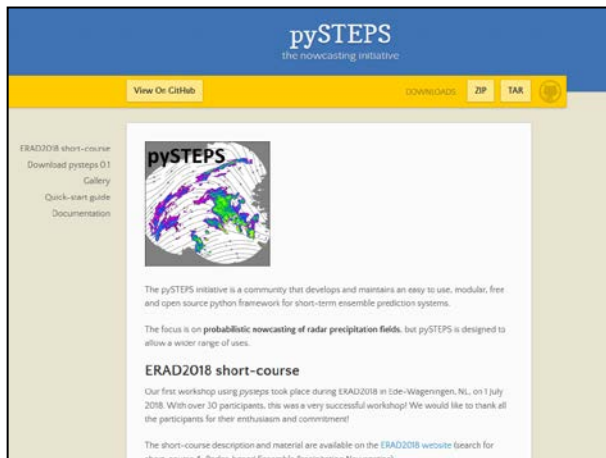 pySTEPS
the nowcasting initiative
View On GitHub
DOWNLOADS
ZIP
TAR
ERAD2018 short-course
Download pysteps 0.1
Gallery
Quick-start guide
Documentation
pySTEPS
The pySTEPS initiative is a community that develops and maintains an easy to use, modular, free
and open source python framework for short-term ensemble prediction systems.
The focus is on probabilistic nowcasting of radar precipitation fields, but pySTEPS is designed to
allow a wider range of uses.
ERAD2018 short-course
Our first workshop using pysteps took place during ERAD2018 in Ede-Wageningen, NL, on 1 July
2018. With over 30 participants, this was a very successful workshop! We would like to thank all
the participants for their enthusiasm and commitment!
The short-course description and material are available on the ERAD2018 website (search for